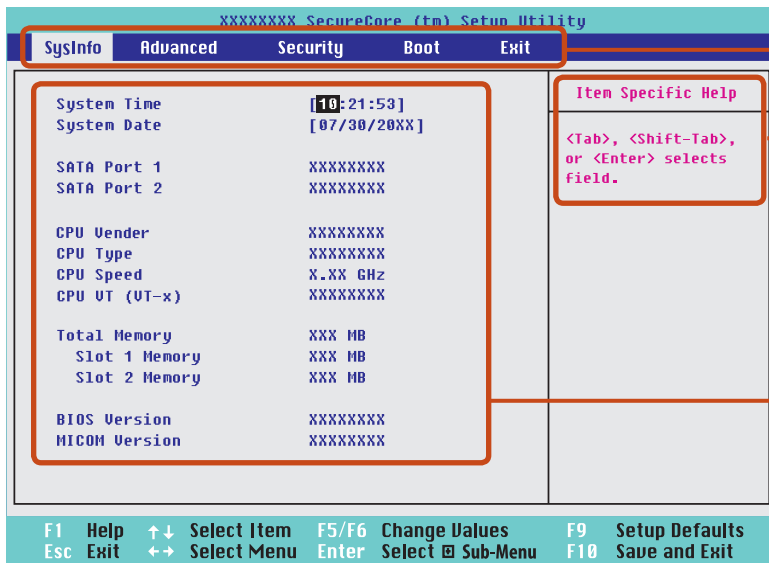 XXXXXXXX SecureCore (tm) Setup Utility
SysInfo Advanced Security Boot Exit
System Time [10:21:53]
System Date [07/30/20XX]
SATA Port 1 XXXXXXXX
SATA Port 2 XXXXXXXX
CPU Vender XXXXXXXX
CPU Type XXXXXXXX
CPU Speed X.XX GHz
CPU VT (VT-x) XXXXXXXX
Total Memory XXX MB
Slot 1 Memory XXX MB
Slot 2 Memory XXX MB
BIOS Version XXXXXXXX
MICOM Version XXXXXXXX
Item Specific Help
<Tab>, <Shift-Tab>,
or <Enter> selects
field.
F1 Help ↑↓ Select Item F5/F6 Change Values F9 Setup Defaults
Esc Exit ←→ Select Menu Enter Select Sub-Menu F10 Save and Exit